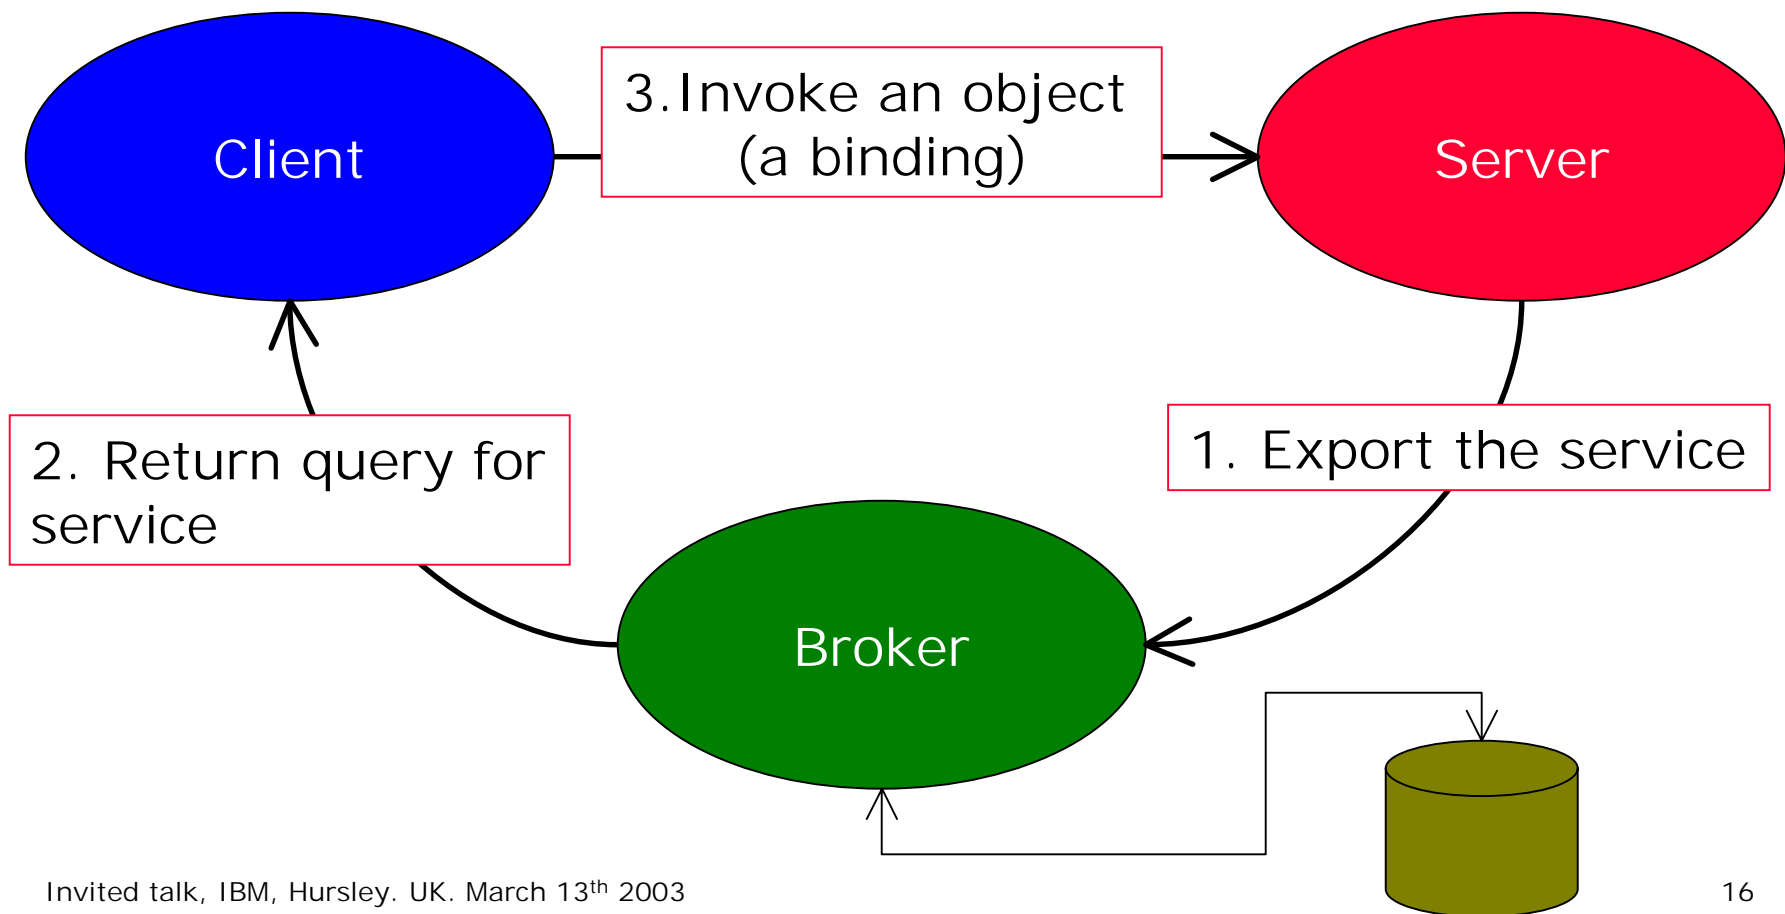 Client
3.Invoke an object
(a binding)
Server
2. Return query for
service
1. Export the service
Broker
Invited talk, IBM, Hursley. UK. March 13th 2003
16